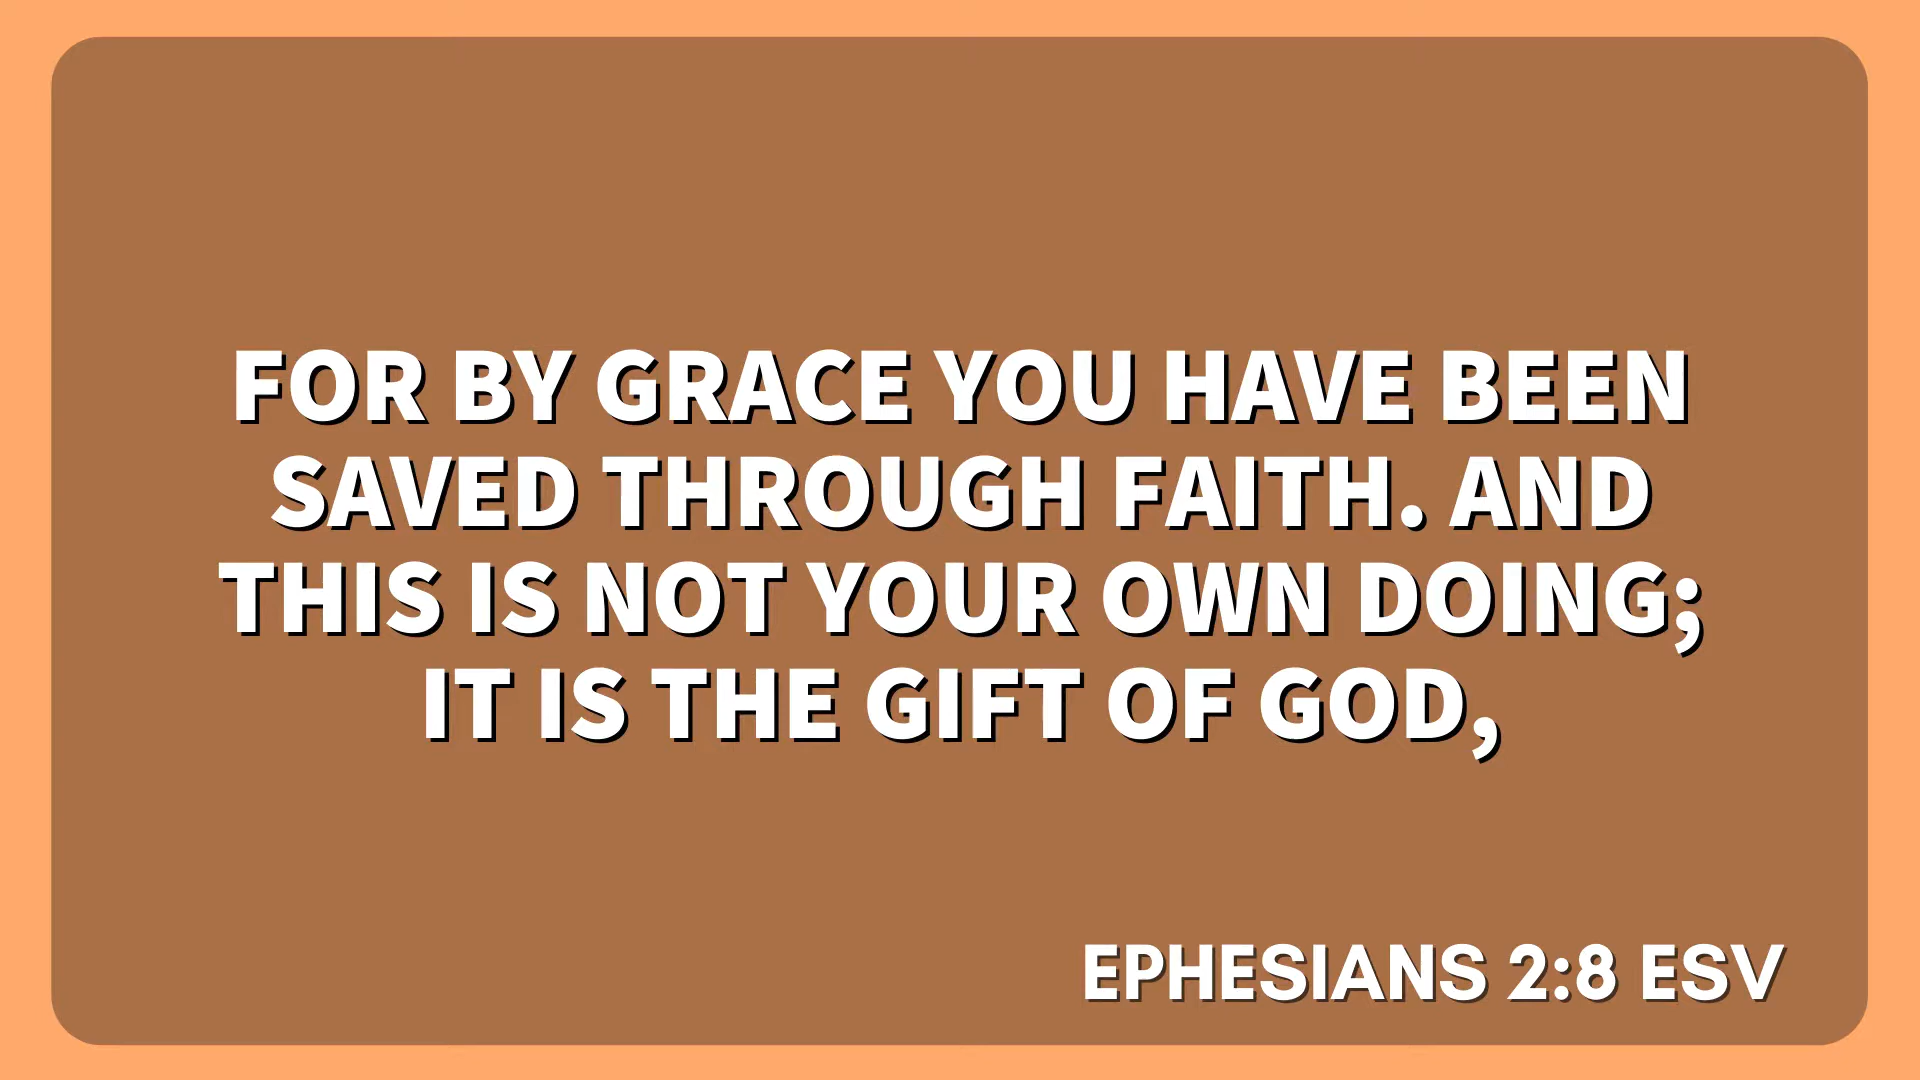 FOR BY GRACE YOU HAVE BEEN
SAVED THROUGH FAITH. AND
THIS IS NOT YOUR OWN DOING;
IT IS THE GIFT OF GOD,
EPHESIANS 2:8 ESV